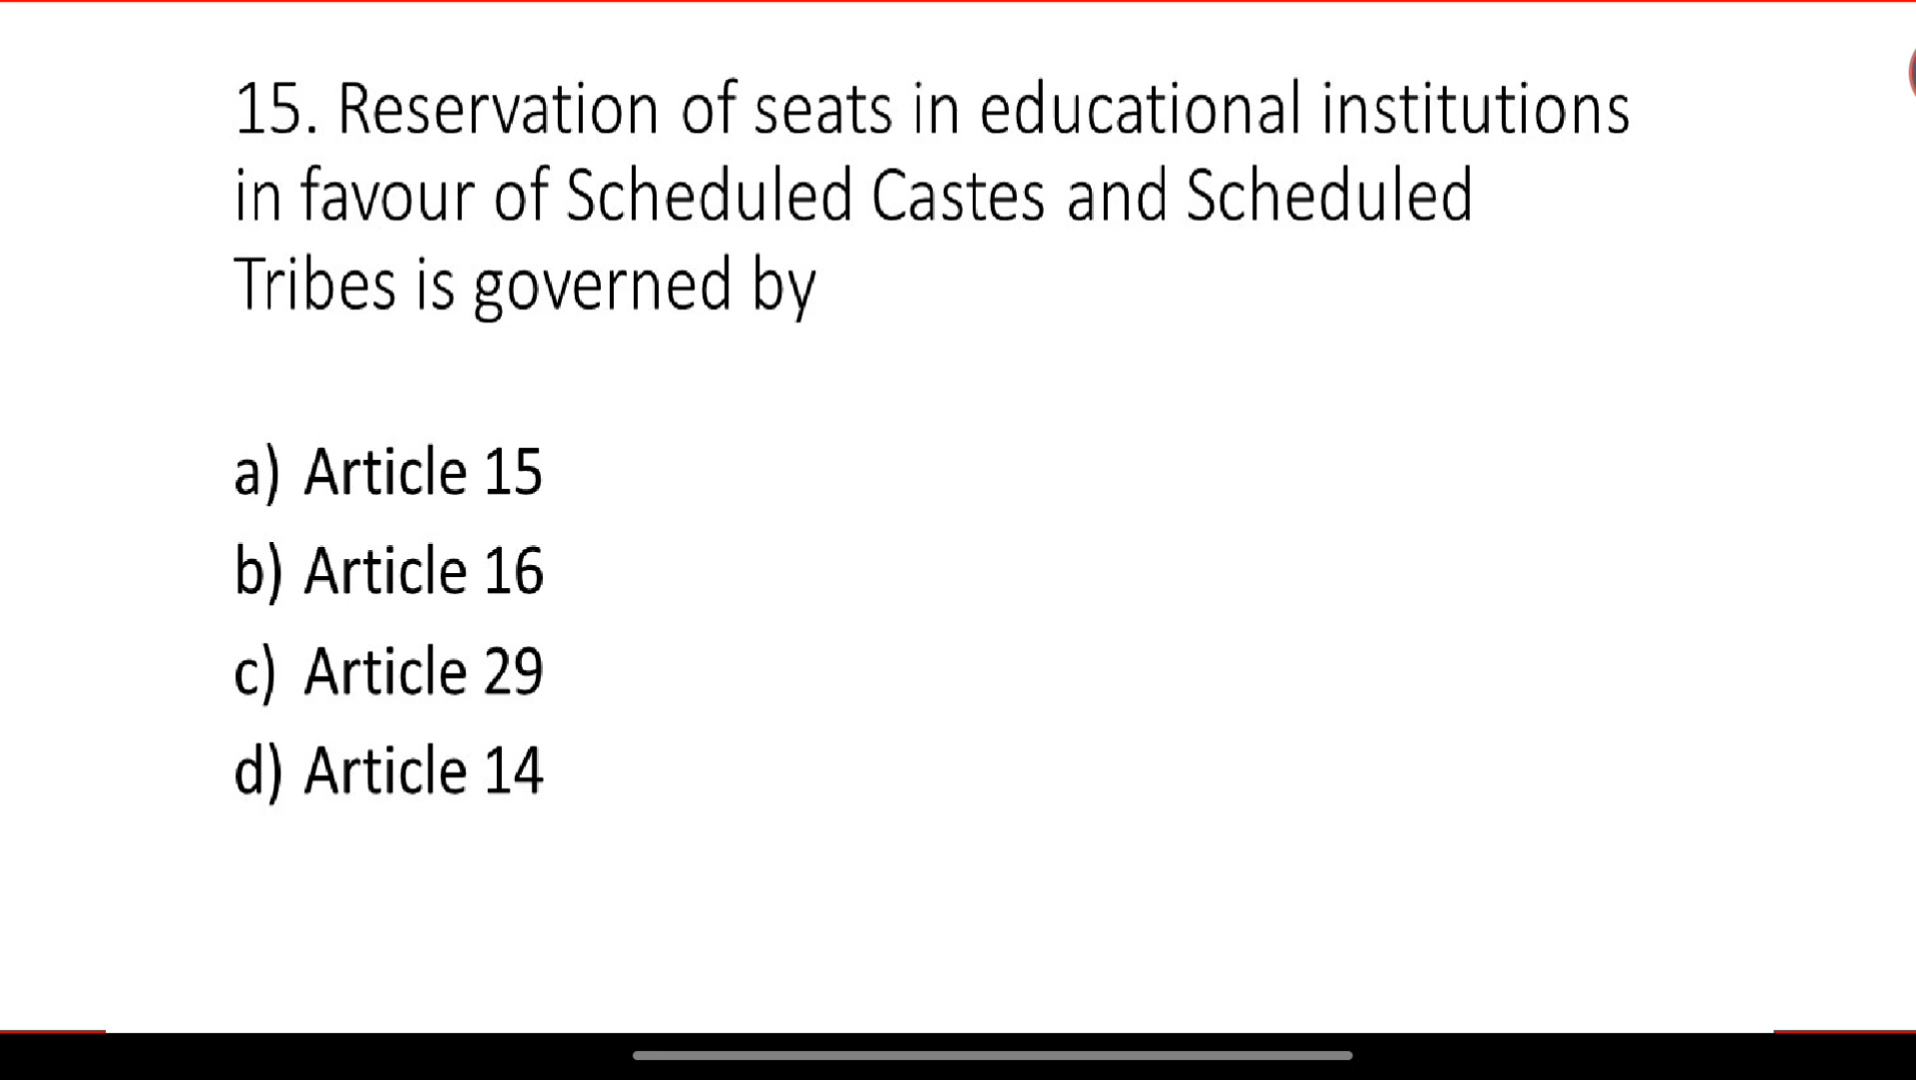 15. Reservation of seats in educational institutions
in favour of Scheduled Castes and Scheduled
Tribes is governed by
a) Article 15
b) Article 16
c) Article 29
d) Article 14